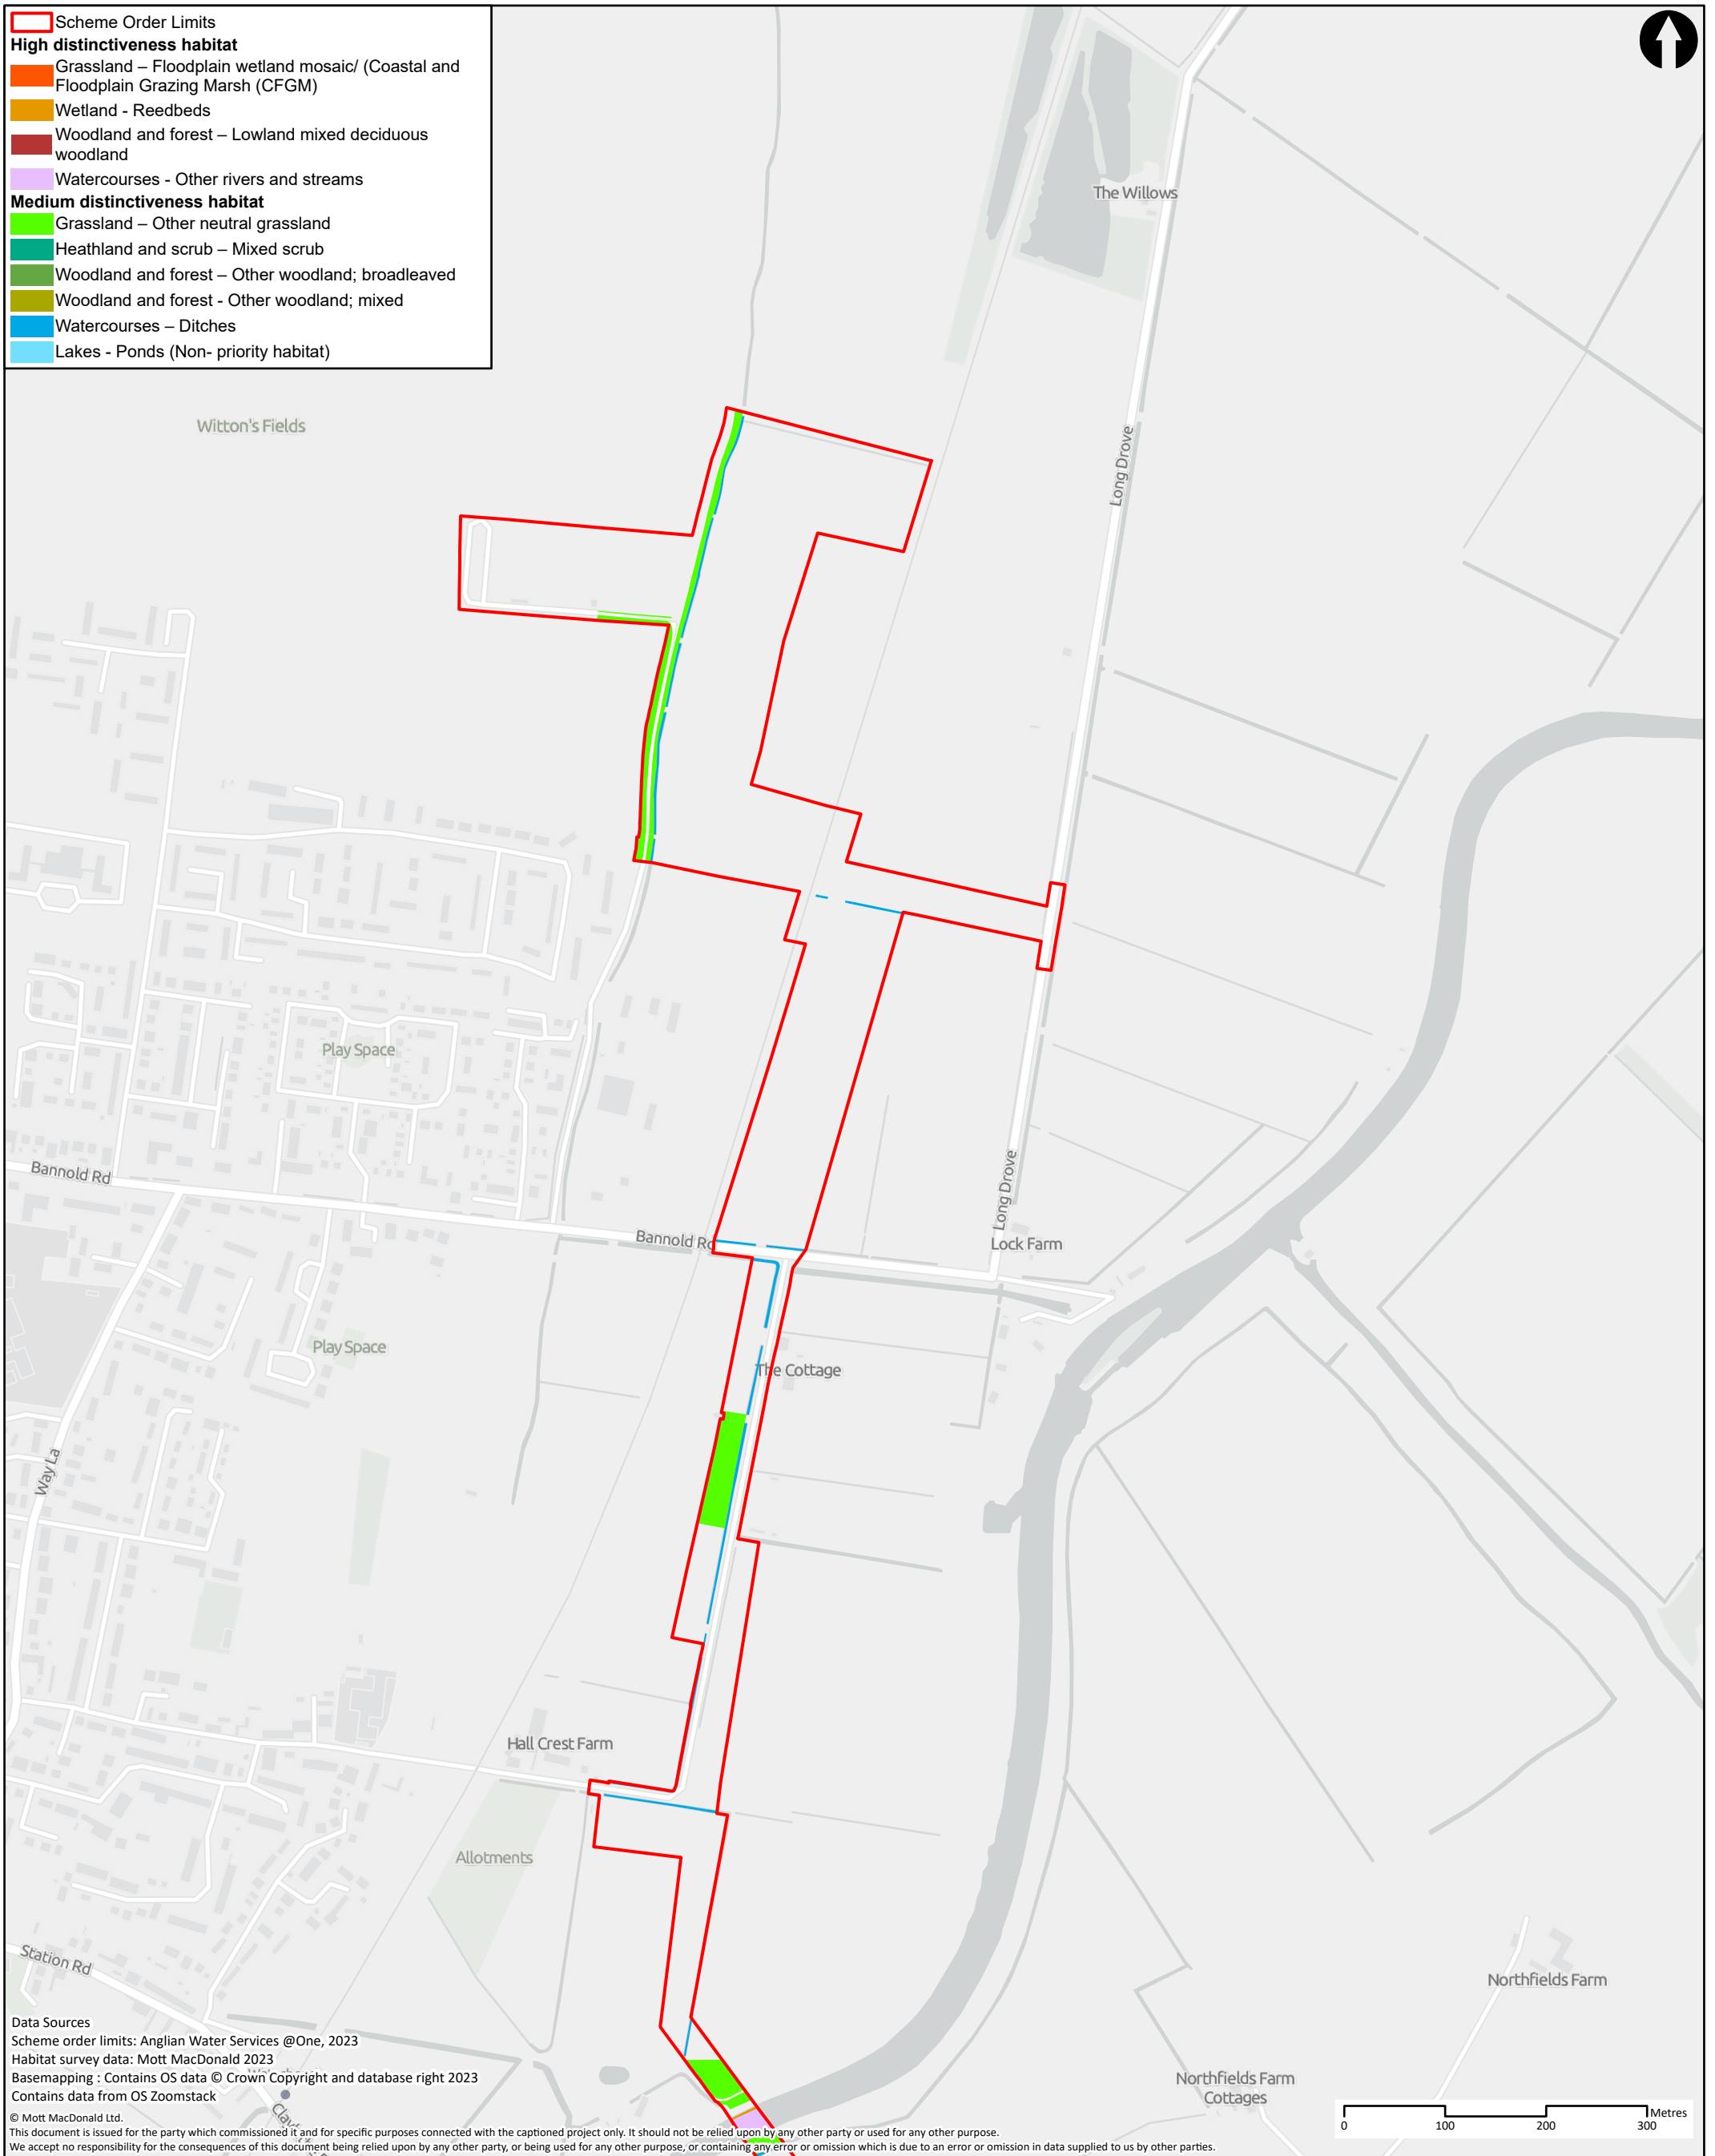 Scheme Order Limits
High distinctiveness habitat
Grassland – Floodplain wetland mosaic/ (Coastal and
Floodplain Grazing Marsh (CFGM)
Wetland - Reedbeds
Woodland and forest – Lowland mixed deciduous
woodland
Watercourses - Other rivers and streams
Medium distinctiveness habitat
Grassland – Other neutral grassland
Heathland and scrub – Mixed scrub
Woodland and forest – Other woodland; broadleaved
Woodland and forest - Other woodland; mixed
Watercourses – Ditches
Lakes - Ponds (Non- priority habitat)
The Willows
Witton's Fields
Long Drove
Play Space
Bannold Rd
Long Drove
Bannold Rd
Lock Farm
Play Space
The Cottage
Way La
Hall Crest Farm
Allotments
Station Rd
Northfields Farm
Northfields Farm
Cottages
Data Sources
Scheme order limits: Anglian Water Services @One, 2023
Habitat survey data: Mott MacDonald 2023
Basemapping : Contains OS data © Crown Copyright and database right 2023
Contains data from OS Zoomstack
© Mott MacDonald Ltd.
This document is issued for the party which commissioned it and for specific purposes connected with the captioned project only. It should not be relied upon by any other party or used for any other purpose.
We accept no responsibility for the consequences of this document being relied upon by any other party, or being used for any other purpose, or containing any error or omission which is due to an error or omission in data supplied to us by other parties.
Metres
0 100 200 300